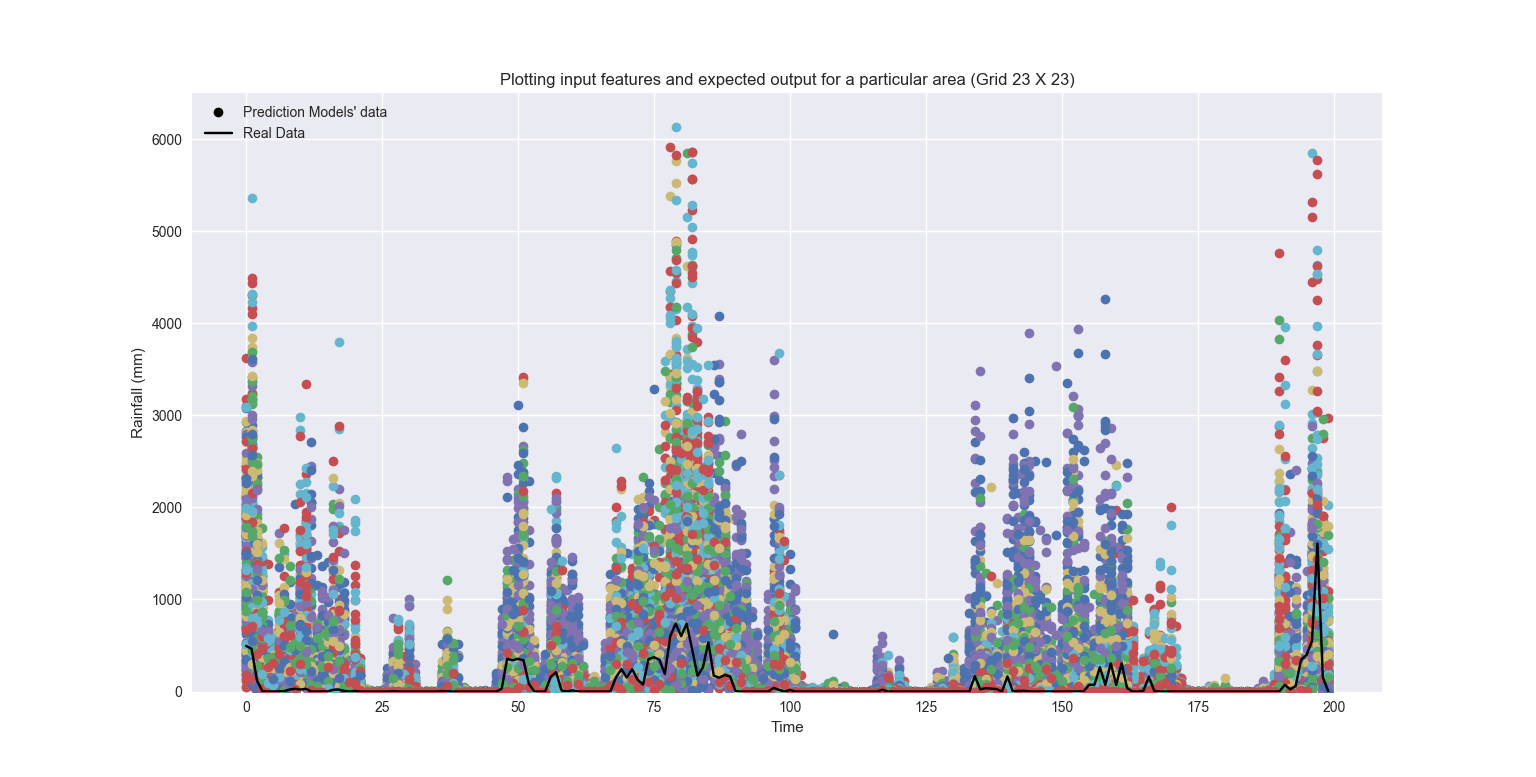 Plotting input features and expected output for a particular area (Grid 23 X 23)
Prediction Models' data
Real Data
Rainfall (mm)
6000
5000
4000
3000
2000
1000
0
0 25 50 75 100 125 150 175 200
Time